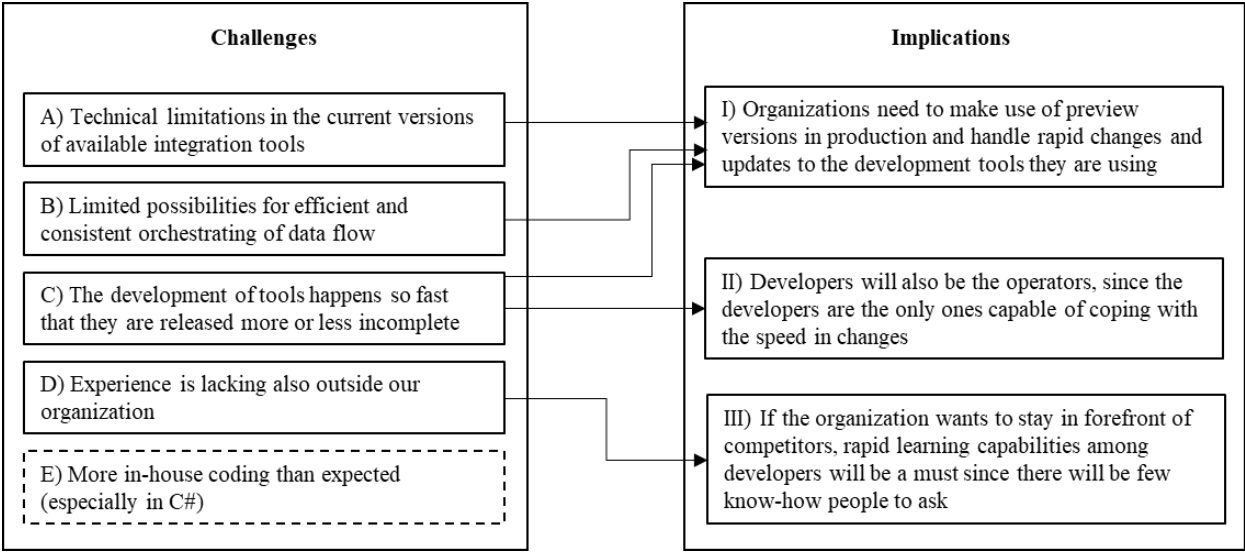 Challenges
A) Technical limitations in the current versions
of available integration tools
B) Limited possibilities for efficient and
consistent orchestrating of data flow
C) The development of tools happens so fast
that they are released more or less incomplete
D) Experience is lacking also outside our
organization
E) More in-house coding than expected
(especially in C#)
Implications
I) Organizations need to make use of preview
versions in production and handle rapid changes and
updates to the development tools they are using
II) Developers will also be the operators, since the
developers are the only ones capable of coping with
the speed in changes
III) If the organization wants to stay in forefront of
competitors, rapid learning capabilities among
developers will be a must since there will be few
know-how people to ask